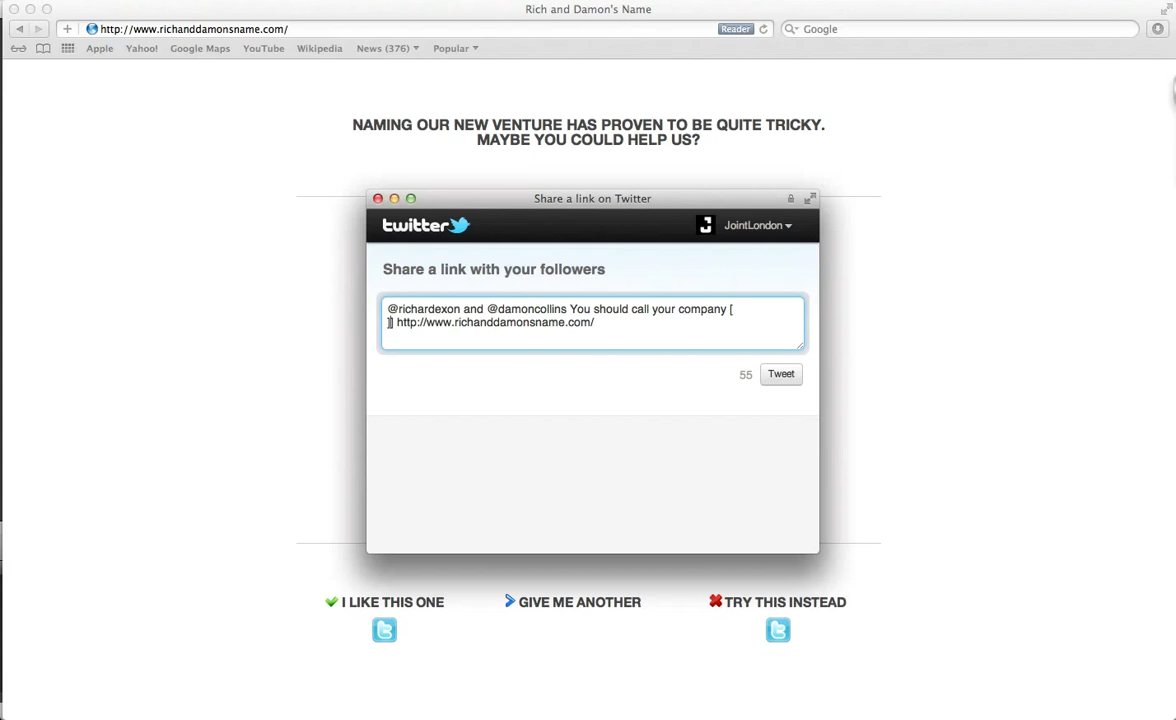 Rich and Damon's Name
http://www.richanddamonsname.com/
Reader
Google
Apple
Yahoo!
Google Maps
YouTube
Wikipedia
News (376)
Popular
NAMING OUR NEW VENTURE HAS PROVEN TO BE QUITE TRICKY.
MAYBE YOU COULD HELP US?
Share a link on Twitter
twitter
J
JointLondon
Share a link with your followers
@richardexon and @damoncollins You should call your company [
]] http://www.richanddamonsname.com/
55
Tweet
I LIKE THIS ONE
GIVE ME ANOTHER
TRY THIS INSTEAD